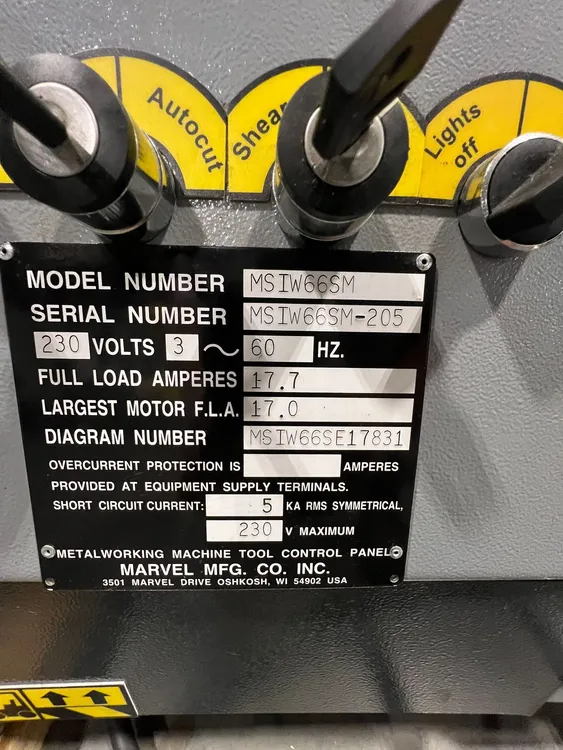 Autocut
Shear
Lights
off
MODEL NUMBER MSIW66SM
SERIAL NUMBER MSIW66SM-205
230 VOLTS 3 ~ 60 HZ.
FULL LOAD AMPERES 17.7
LARGEST MOTOR F.L.A. 17.0
DIAGRAM NUMBER MSIW66SE17831
OVERCURRENT PROTECTION IS AMPERES
PROVIDED AT EQUIPMENT SUPPLY TERMINALS.
SHORT CIRCUIT CURRENT: 5 KA RMS SYMMETRICAL,
230 V MAXIMUM
METALWORKING MACHINE TOOL CONTROL PANEL
MARVEL MFG. CO. INC.
3501 MARVEL DRIVE OSHKOSH, WI 54902 USA